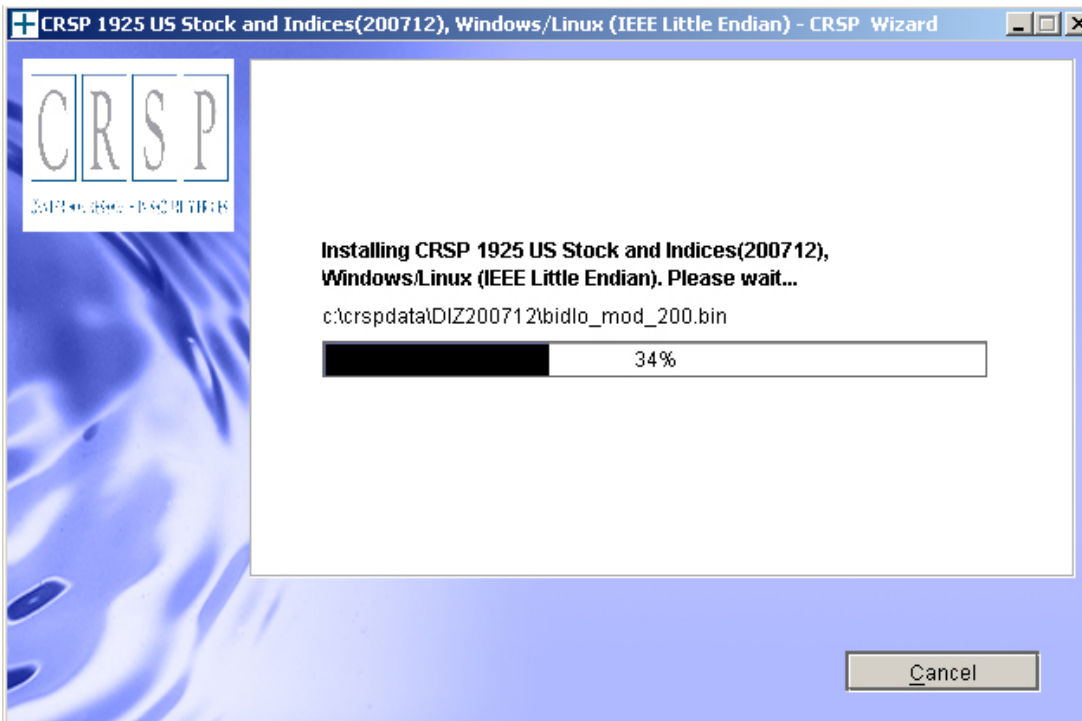 CRSP 1925 US Stock and Indices(200712), Windows/Linux (IEEE Little Endian) - CRSP Wizard
CRSP
Installing CRSP 1925 US Stock and Indices(200712),
Windows/Linux (IEEE Little Endian). Please wait...
c:\crspdata\DIZ200712\bidlo_mod_200.bin
34%
Cancel